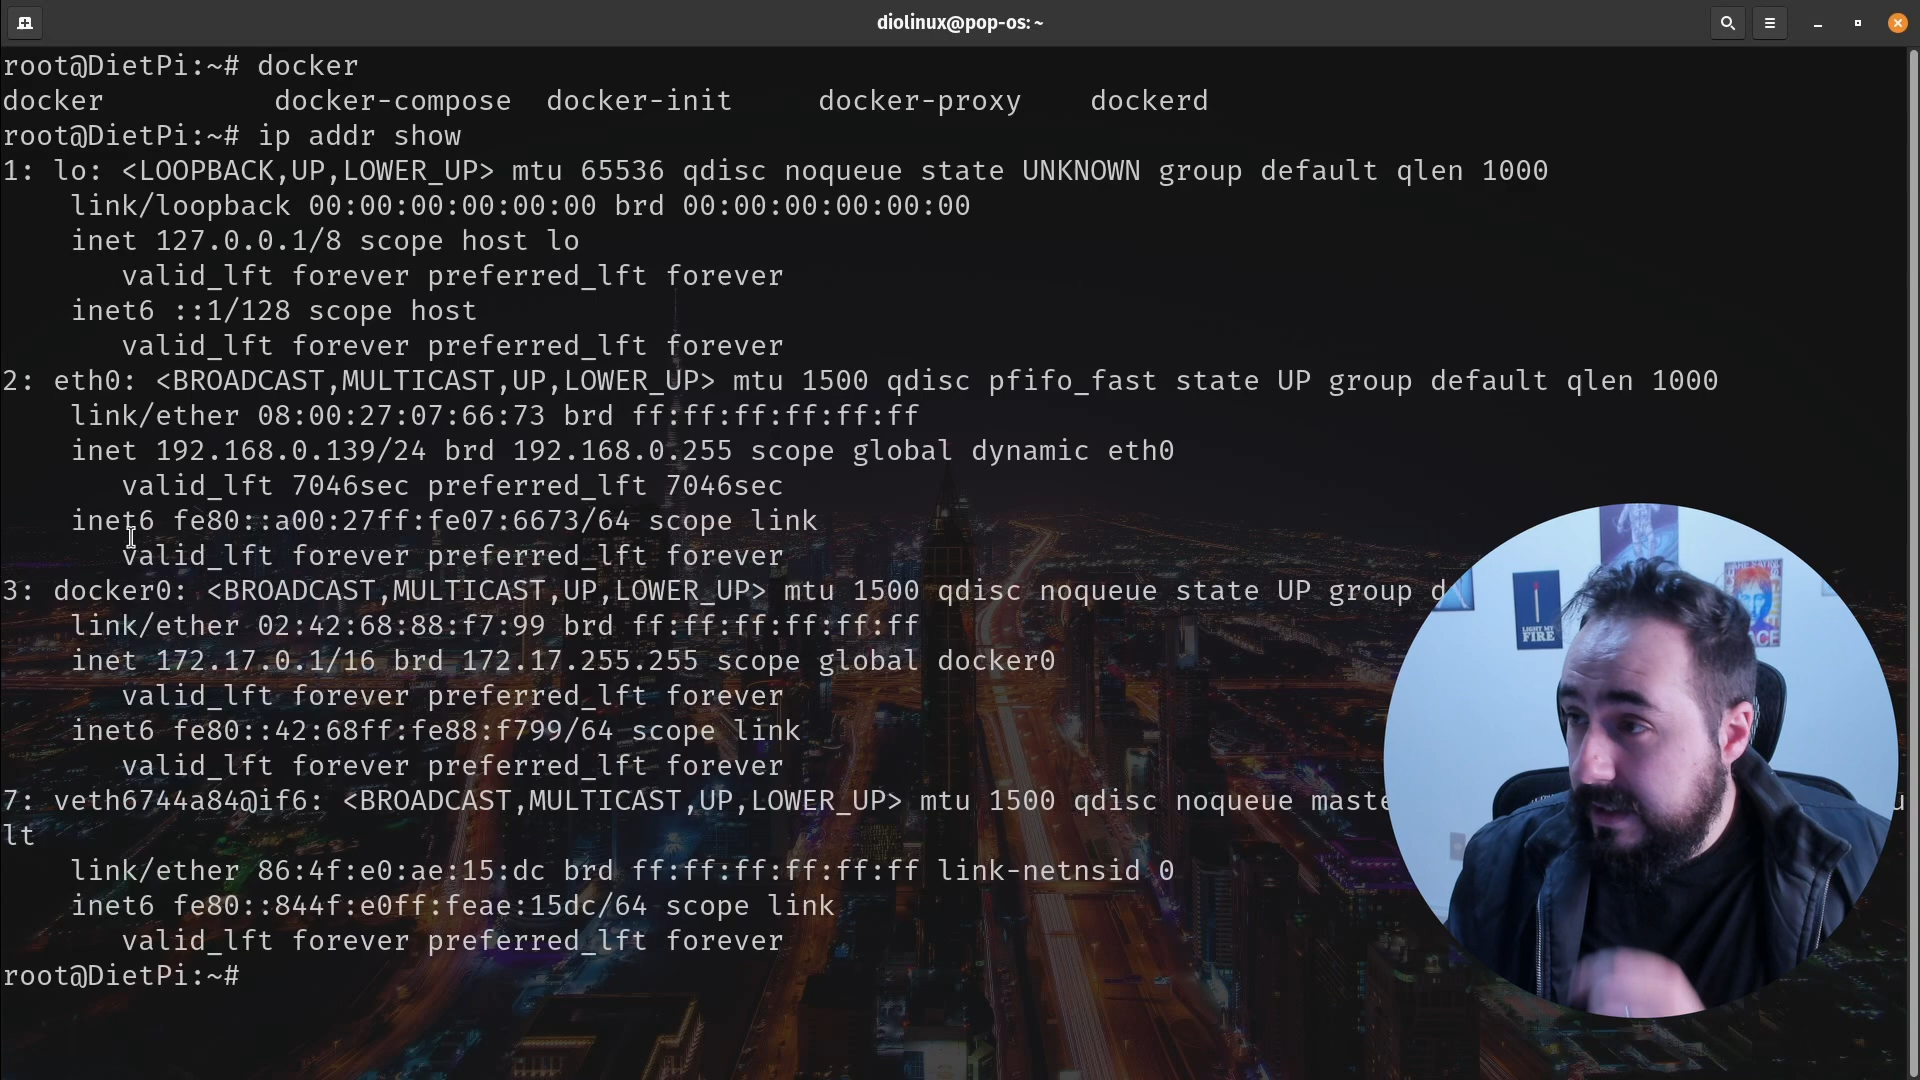 diolinux@pop-os: ~
root@DietPi:~# docker
docker docker-compose docker-init docker-proxy dockerd
root@DietPi:~# ip addr show
1: lo: <LOOPBACK,UP,LOWER_UP> mtu 65536 qdisc noqueue state UNKNOWN group default qlen 1000
link/loopback 00:00:00:00:00:00 brd 00:00:00:00:00:00
inet 127.0.0.1/8 scope host lo
valid_lft forever preferred_lft forever
inet6 ::1/128 scope host
valid_lft forever preferred_lft forever
2: eth0: <BROADCAST,MULTICAST,UP,LOWER_UP> mtu 1500 qdisc pfifo_fast state UP group default qlen 1000
link/ether 08:00:27:07:66:73 brd ff:ff:ff:ff:ff:ff
inet 192.168.0.139/24 brd 192.168.0.255 scope global dynamic eth0
valid_lft 7046sec preferred_lft 7046sec
inet6 fe80::a00:27ff:fe07:6673/64 scope link
valid_lft forever preferred_lft forever
3: docker0: <BROADCAST,MULTICAST,UP,LOWER_UP> mtu 1500 qdisc noqueue state UP group
link/ether 02:42:68:88:f7:99 brd ff:ff:ff:ff:ff:ff
inet 172.17.0.1/16 brd 172.17.255.255 scope global docker0
valid_lft forever preferred_lft forever
inet6 fe80::42:68ff:fe88:f799/64 scope link
valid_lft forever preferred_lft forever
7: veth6744a84@if6: <BROADCAST,MULTICAST,UP,LOWER_UP> mtu 1500 qdisc noqueue
lt
link/ether 86:4f:e0:ae:15:dc brd ff:ff:ff:ff:ff:ff link-netnsid 0
inet6 fe80::844f:e0ff:feae:15dc/64 scope link
valid_lft forever preferred_lft forever
root@DietPi:~#
LIGHT MY
FIRE